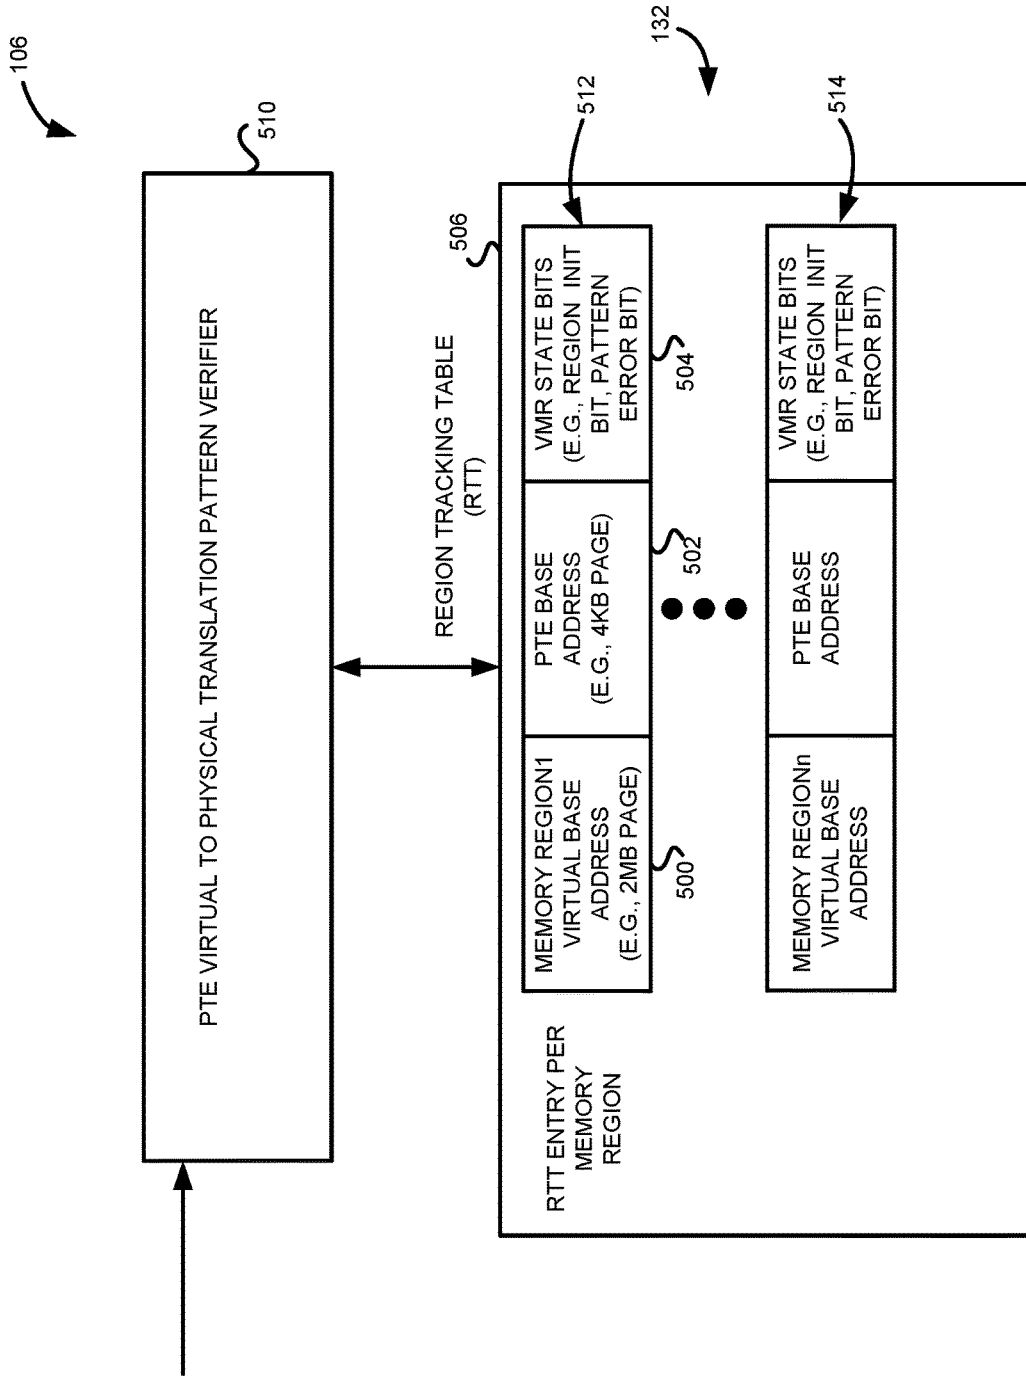 106
510
PTE VIRTUAL TO PHYSICAL TRANSLATION PATTERN VERIFIER
REGION TRACKING TABLE
(RTT)
506
132
512
RTT ENTRY PER
MEMORY
REGION
MEMORY REGION1
VIRTUAL BASE
ADDRESS
(E.G., 2MB PAGE)
500
PTE BASE
ADDRESS
(E.G., 4KB PAGE)
502
VMR STATE BITS
(E.G., REGION INIT
BIT, PATTERN
ERROR BIT)
504
514
MEMORY REGIONn
VIRTUAL BASE
ADDRESS
PTE BASE
ADDRESS
VMR STATE BITS
(E.G., REGION INIT
BIT, PATTERN
ERROR BIT)